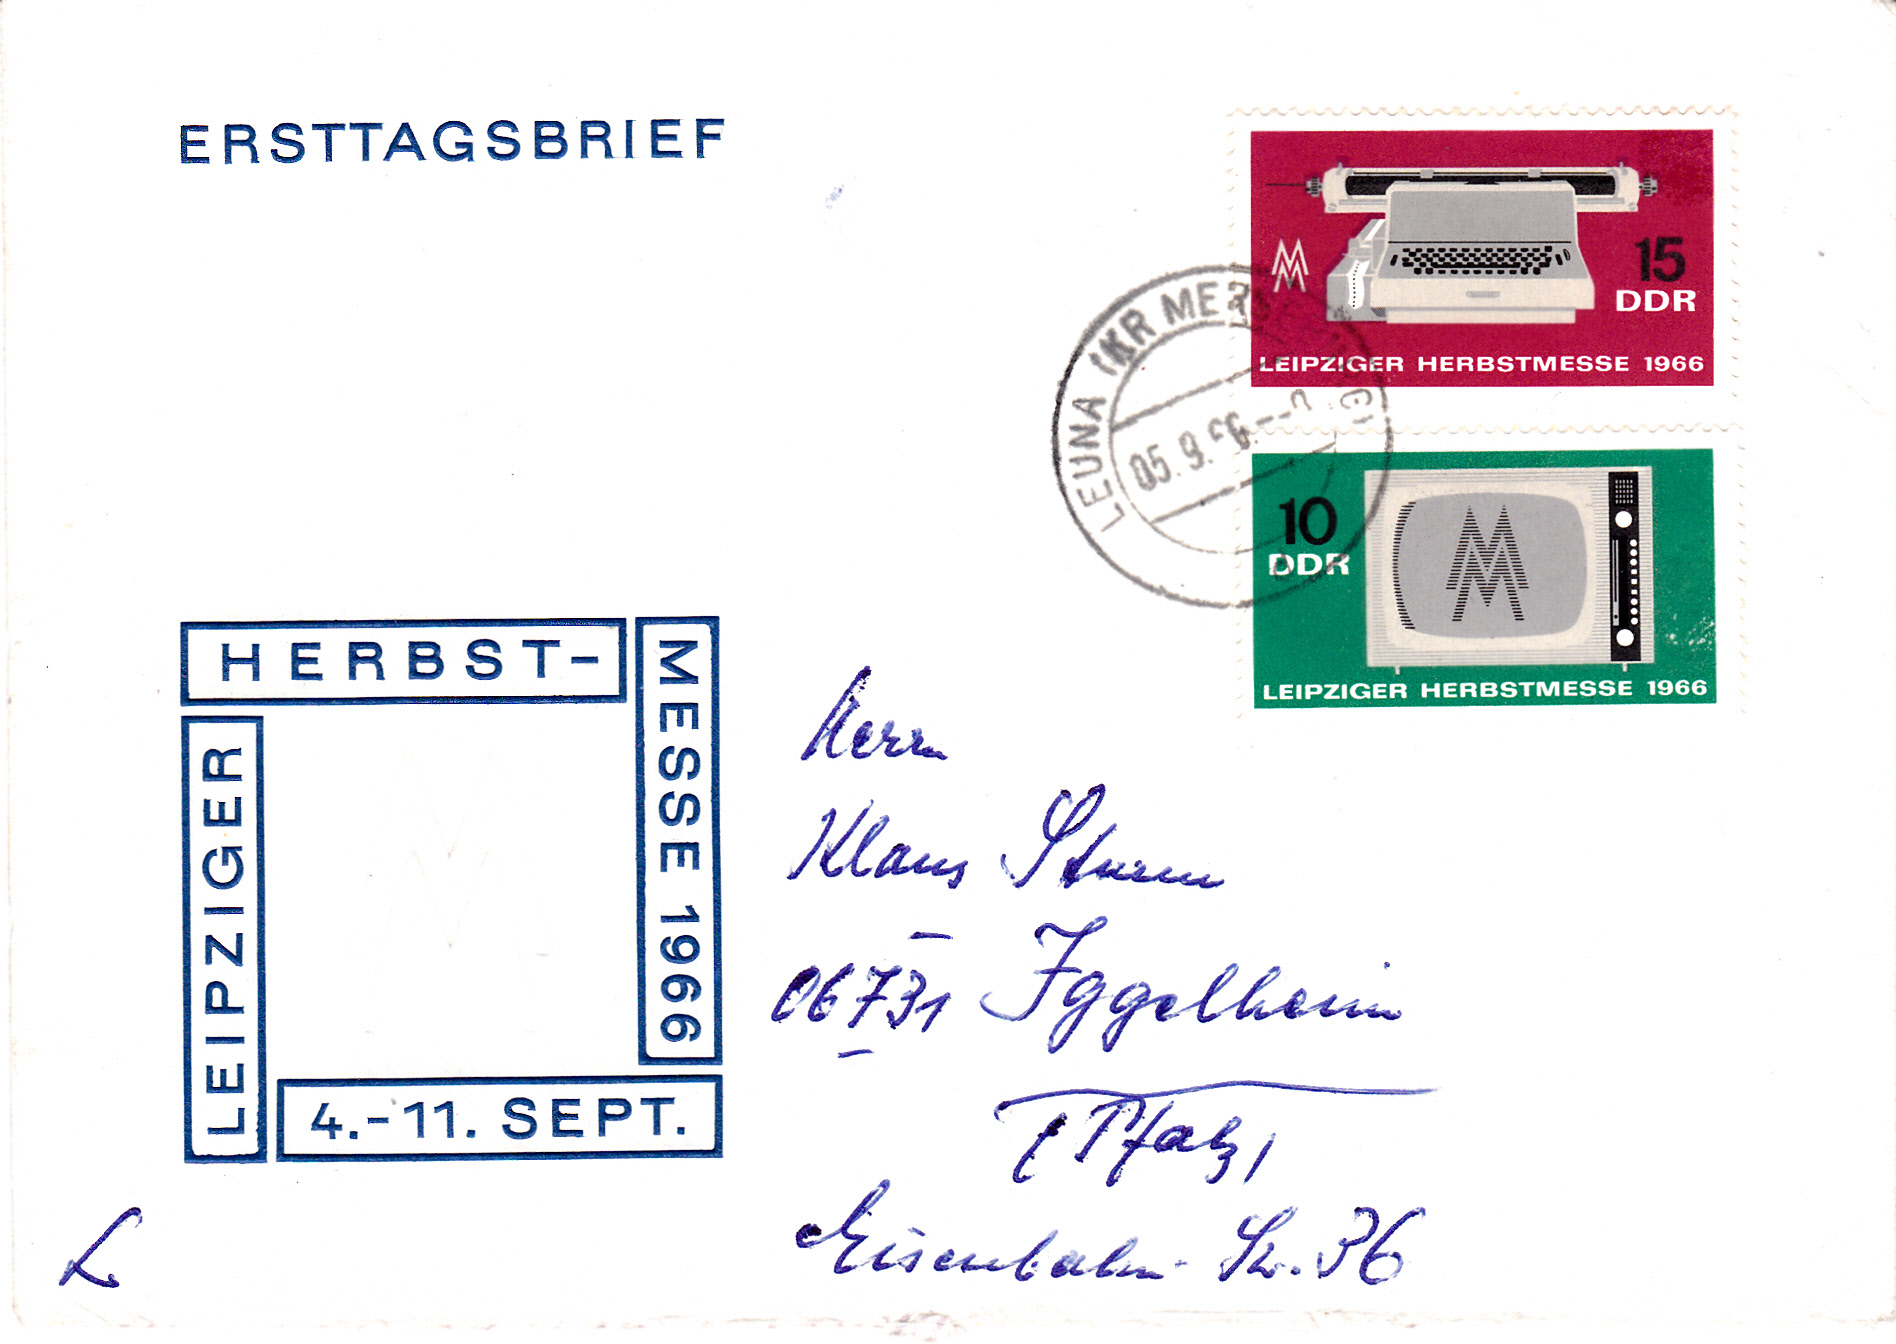 ERSTTAGSBRIEF
15
DDR
LEIPZIGER HERBSTMESSE 1966
LEUNA (KR MERSEBURG)
05.9.66
10
DDR
LEIPZIGER HERBSTMESSE 1966
LEIPZIGER
HERBST-
MESSE 1966
4.-11. SEPT.
Herrn
Klaus Sturm
06731 Iggelheim
(Pfalz)
Eisenbahn-Str. 36